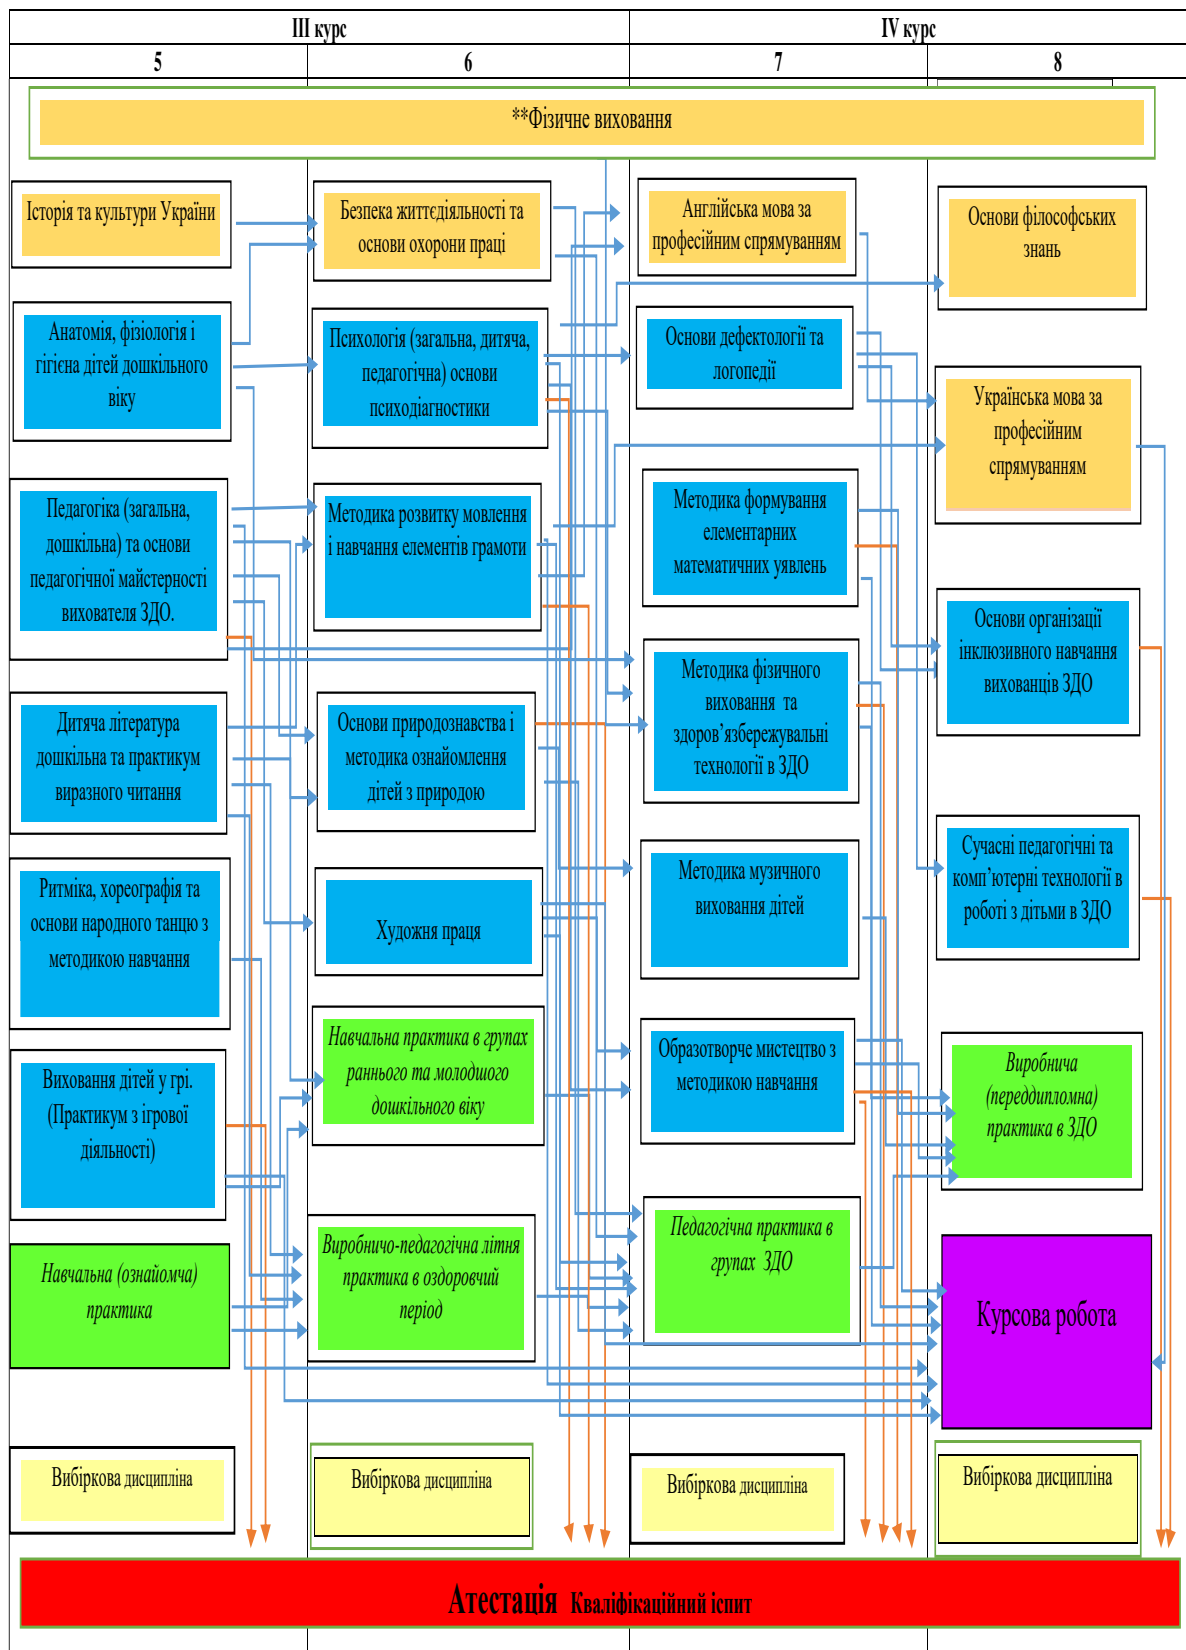 III курс
IV курс
5
6
7
8
**Фізичне виховання
Історія та культури України
Анатомія, фізіологія і
гігієна дітей дошкільного
віку
Педагогіка (загальна,
дошкільна) та основи
педагогічної майстерності
вихователя ЗДО.
Дитяча література
дошкільна та практикум
виразного читання
Ритміка, хореографія та
основи народного танцю з
методикою навчання
Виховання дітей у грі.
(Практикум з ігрової
діяльності)
Навчальна (ознайомча)
практика
Вибіркова дисципліна
Безпека життєдіяльності та
основи охорони праці
Психологія (загальна, дитяча,
педагогічна) основи
психодіагностики
Методика розвитку мовлення
і навчання елементів грамоти
Основи природознавства і
методика ознайомлення
дітей з природою
Художня праця
Навчальна практика в групах
раннього та молодшого
дошкільного віку
Виробничо-педагогічна літня
практика в оздоровчий
період
Вибіркова дисципліна
Англійська мова за
професійним спрямуванням
Основи дефектології та
логопедії
Методика формування
елементарних
математичних уявлень
Методика фізичного
виховання та
здоров’язбережувальні
технології в ЗДО
Методика музичного
виховання дітей
Образотворче мистецтво з
методикою навчання
Педагогічна практика в
групах ЗДО
Вибіркова дисципліна
Основи філософських
знань
Українська мова за
професійним
спрямуванням
Основи організації
інклюзивного навчання
вихованців ЗДО
Сучасні педагогічні та
комп’ютерні технології в
роботі з дітьми в ЗДО
Виробнича
(переддипломна)
практика в ЗДО
Курсова робота
Вибіркова дисципліна
Атестація Кваліфікаційний іспит